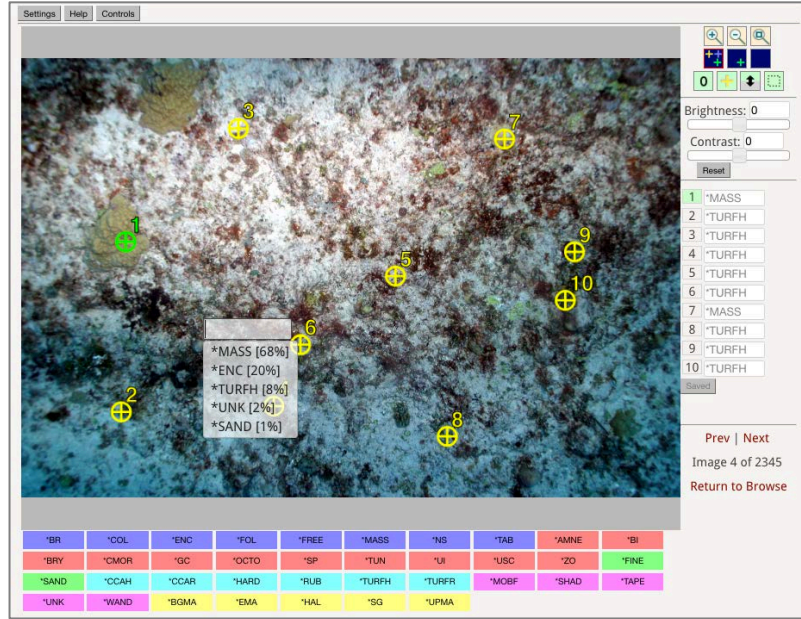 Settings Help Controls
0
Brightness: 0
Contrast: 0
Reset
1 *MASS
2 *TURFH
3 *TURFH
4 *TURFH
5 *TURFH
6 *TURFH
7 *MASS
8 *TURFH
9 *TURFH
10 *TURFH
Saved
Prev | Next
Image 4 of 2345
Return to Browse
3
7
1
9
5
10
6
2
8
*MASS [68%]
*ENC [20%]
*TURFH [8%]
*UNK [2%]
*SAND [1%]
*BR *COL *ENC *FOL *FREE *MASS *NS *TAB *AMNE *BI
*BRY *CMOR *GC *OCTO *SP *TUN *UI *USC *ZO *FINE
*SAND *CCAH *CCAR *HARD *RUB *TURFH *TURFR *MOBF *SHAD *TAPE
*UNK *WAND *BGMA *EMA *HAL *SG *UPMA